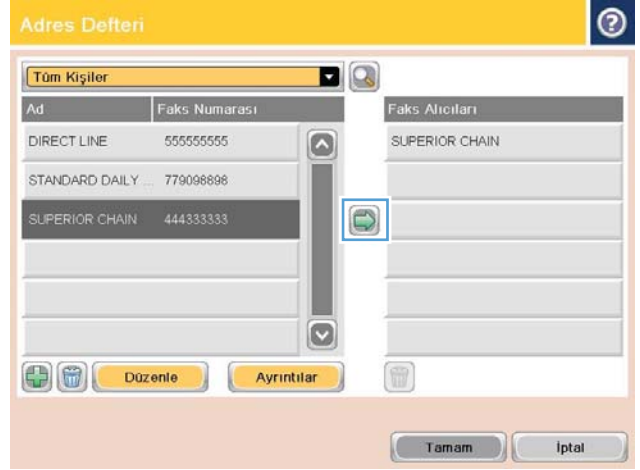 Adres Defteri
Tüm Kişiler
Ad Faks Numarası
DIRECT LINE 555555555
STANDARD DAILY ... 779098898
SUPERIOR CHAIN 444333333
Faks Alıcıları
SUPERIOR CHAIN
Düzenle Ayrıntılar
Tamam İptal